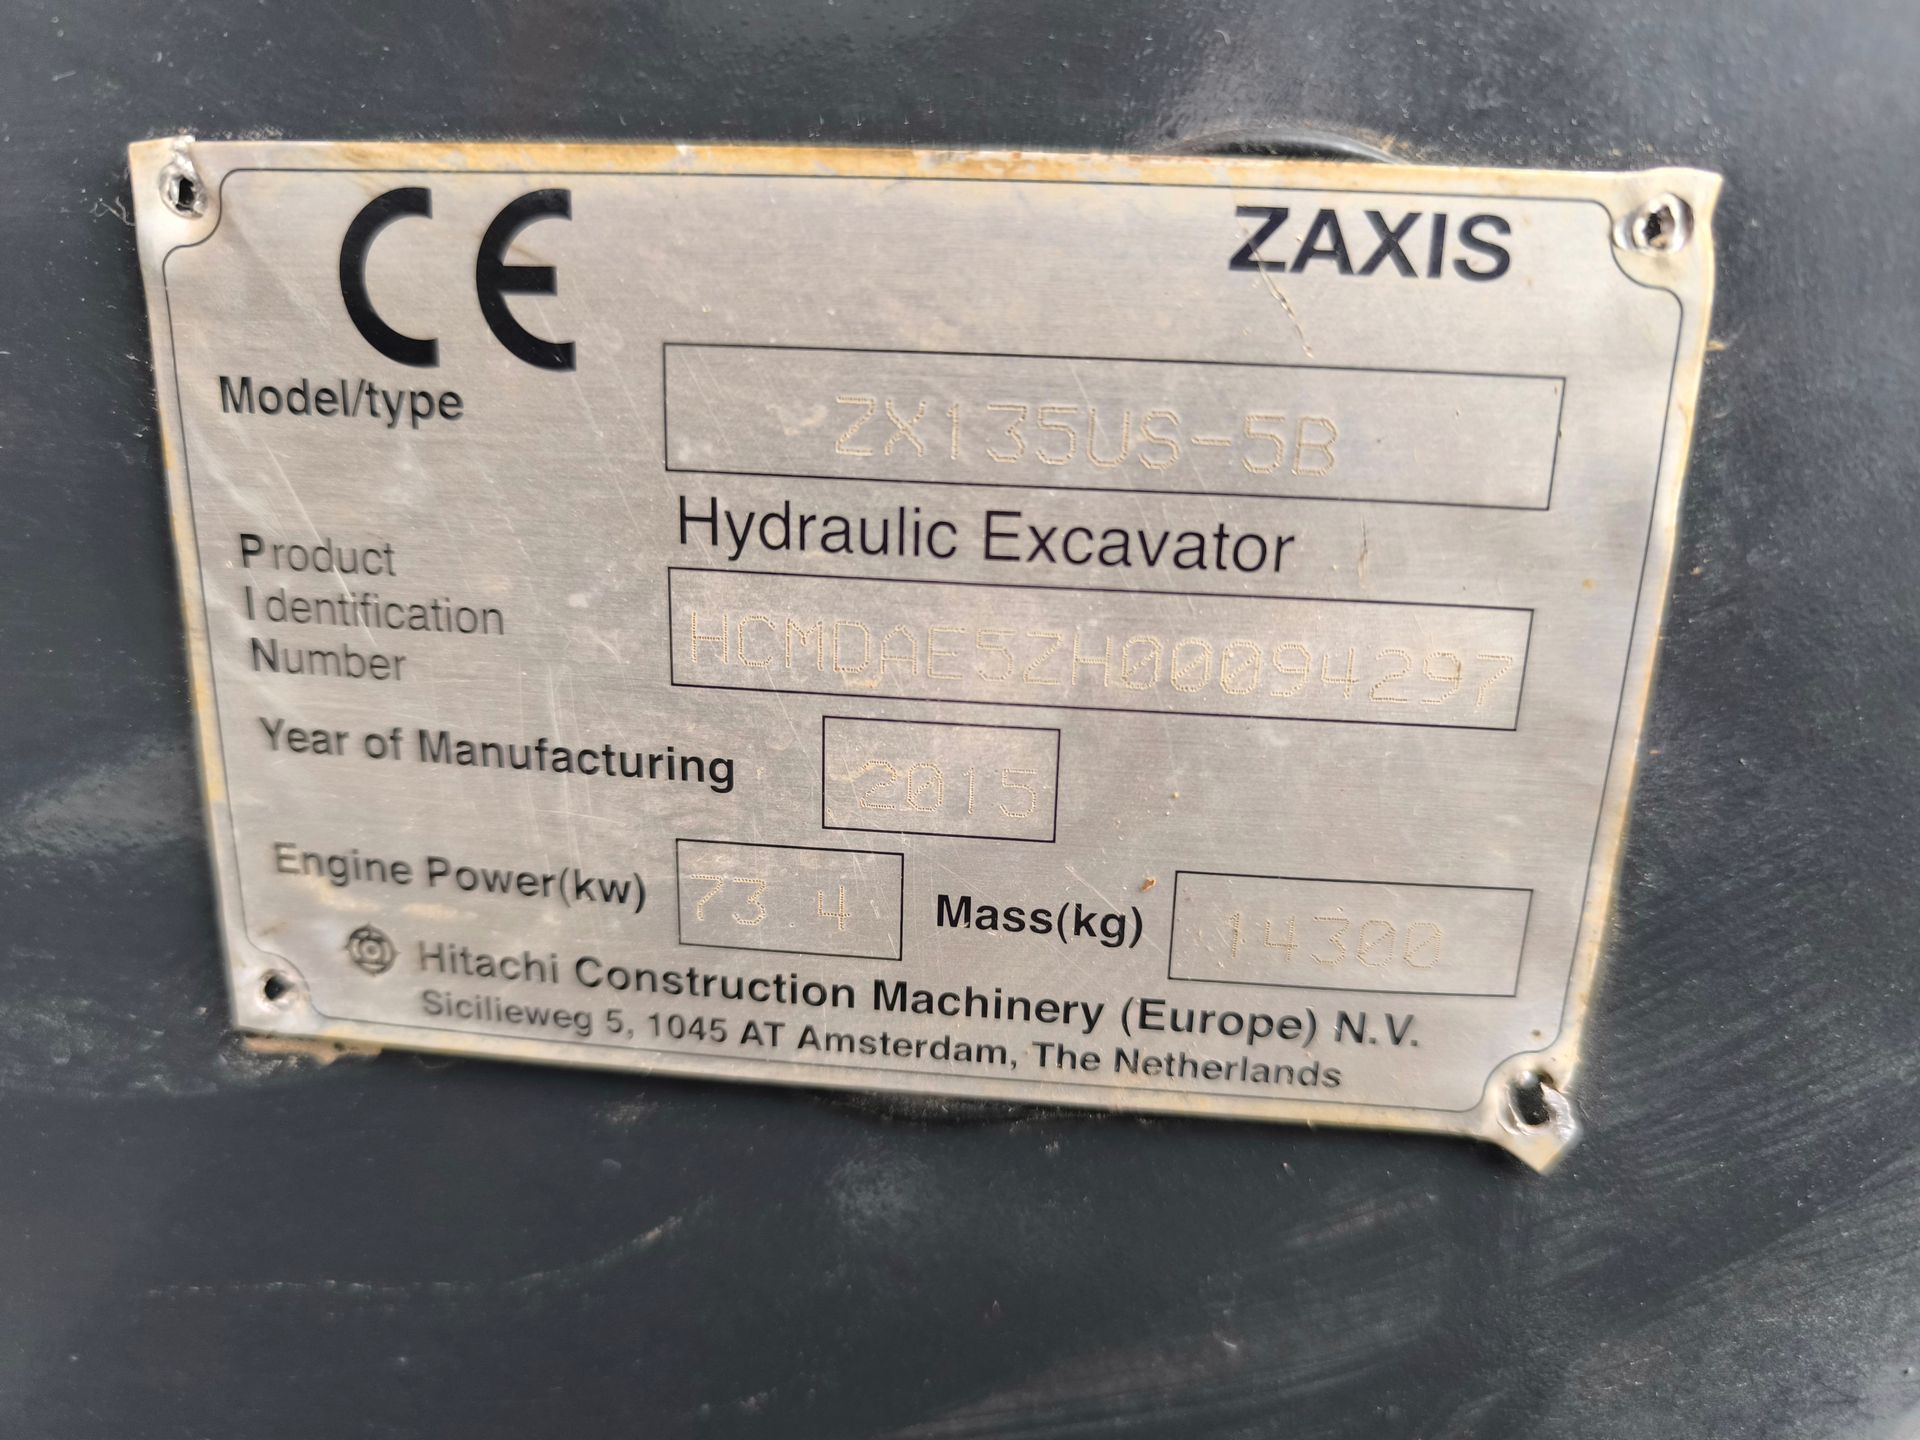 CE ZAXIS
Model/type ZX135US-5B
Hydraulic Excavator
Product
Identification
Number HCMDAE5ZH00094297
Year of Manufacturing 2015
Engine Power(kw) 73.4 Mass(kg) 14300
Hitachi Construction Machinery (Europe) N.V.
Sicilieweg 5, 1045 AT Amsterdam, The Netherlands